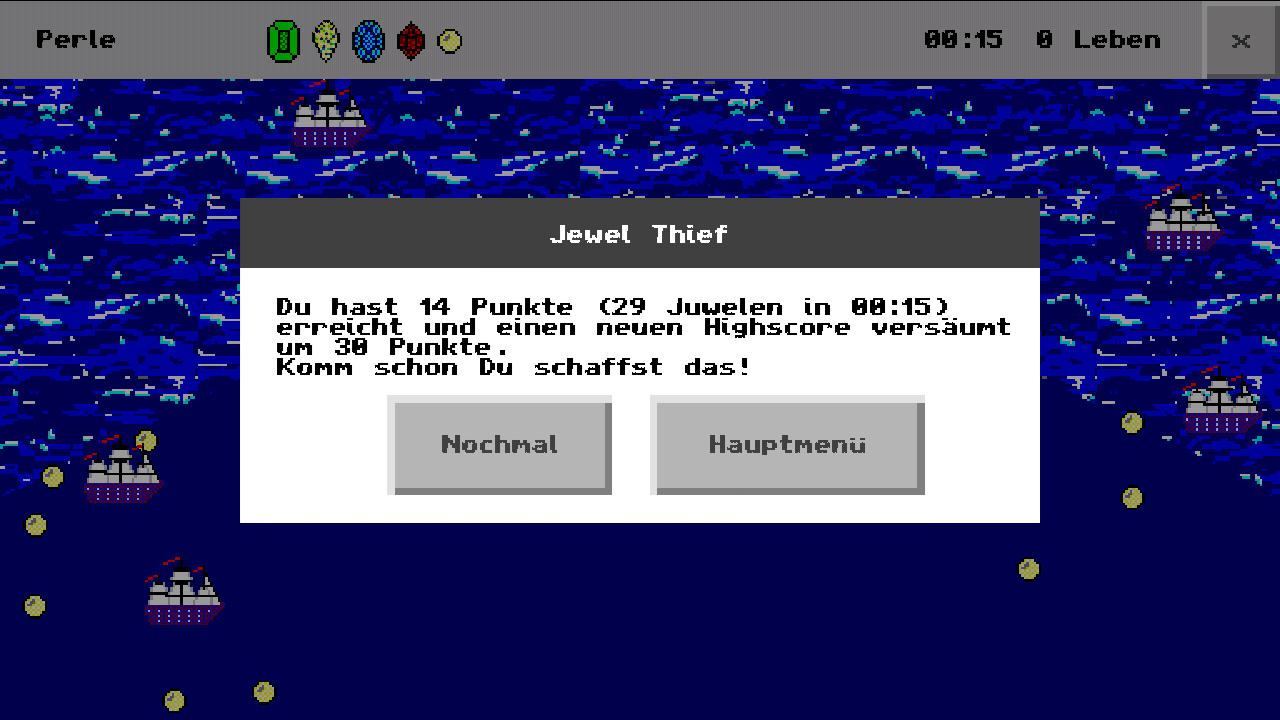 Perle
00:15 0 Leben
×
Jewel Thief
Du hast 14 Punkte (29 Juwelen in 00:15)
erreicht und einen neuen Highscore versäumt
um 30 Punkte.
Komm schon Du schaffst das!
Nochmal
Hauptmenü